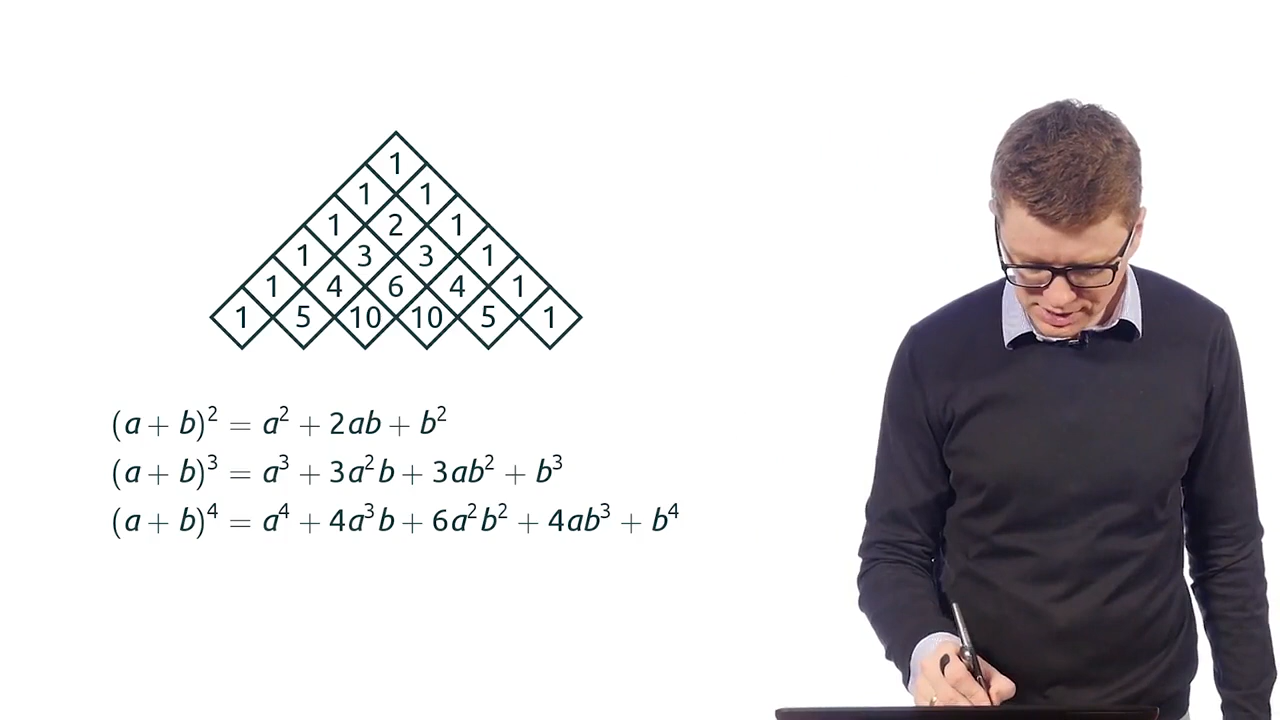 1
1 1
1 2 1
1 3 3 1
1 4 6 4 1
1 5 10 10 5 1
(a + b)² = a² + 2ab + b²
(a + b)³ = a³ + 3a²b + 3ab² + b³
(a + b)⁴ = a⁴ + 4a³b + 6a²b² + 4ab³ + b⁴